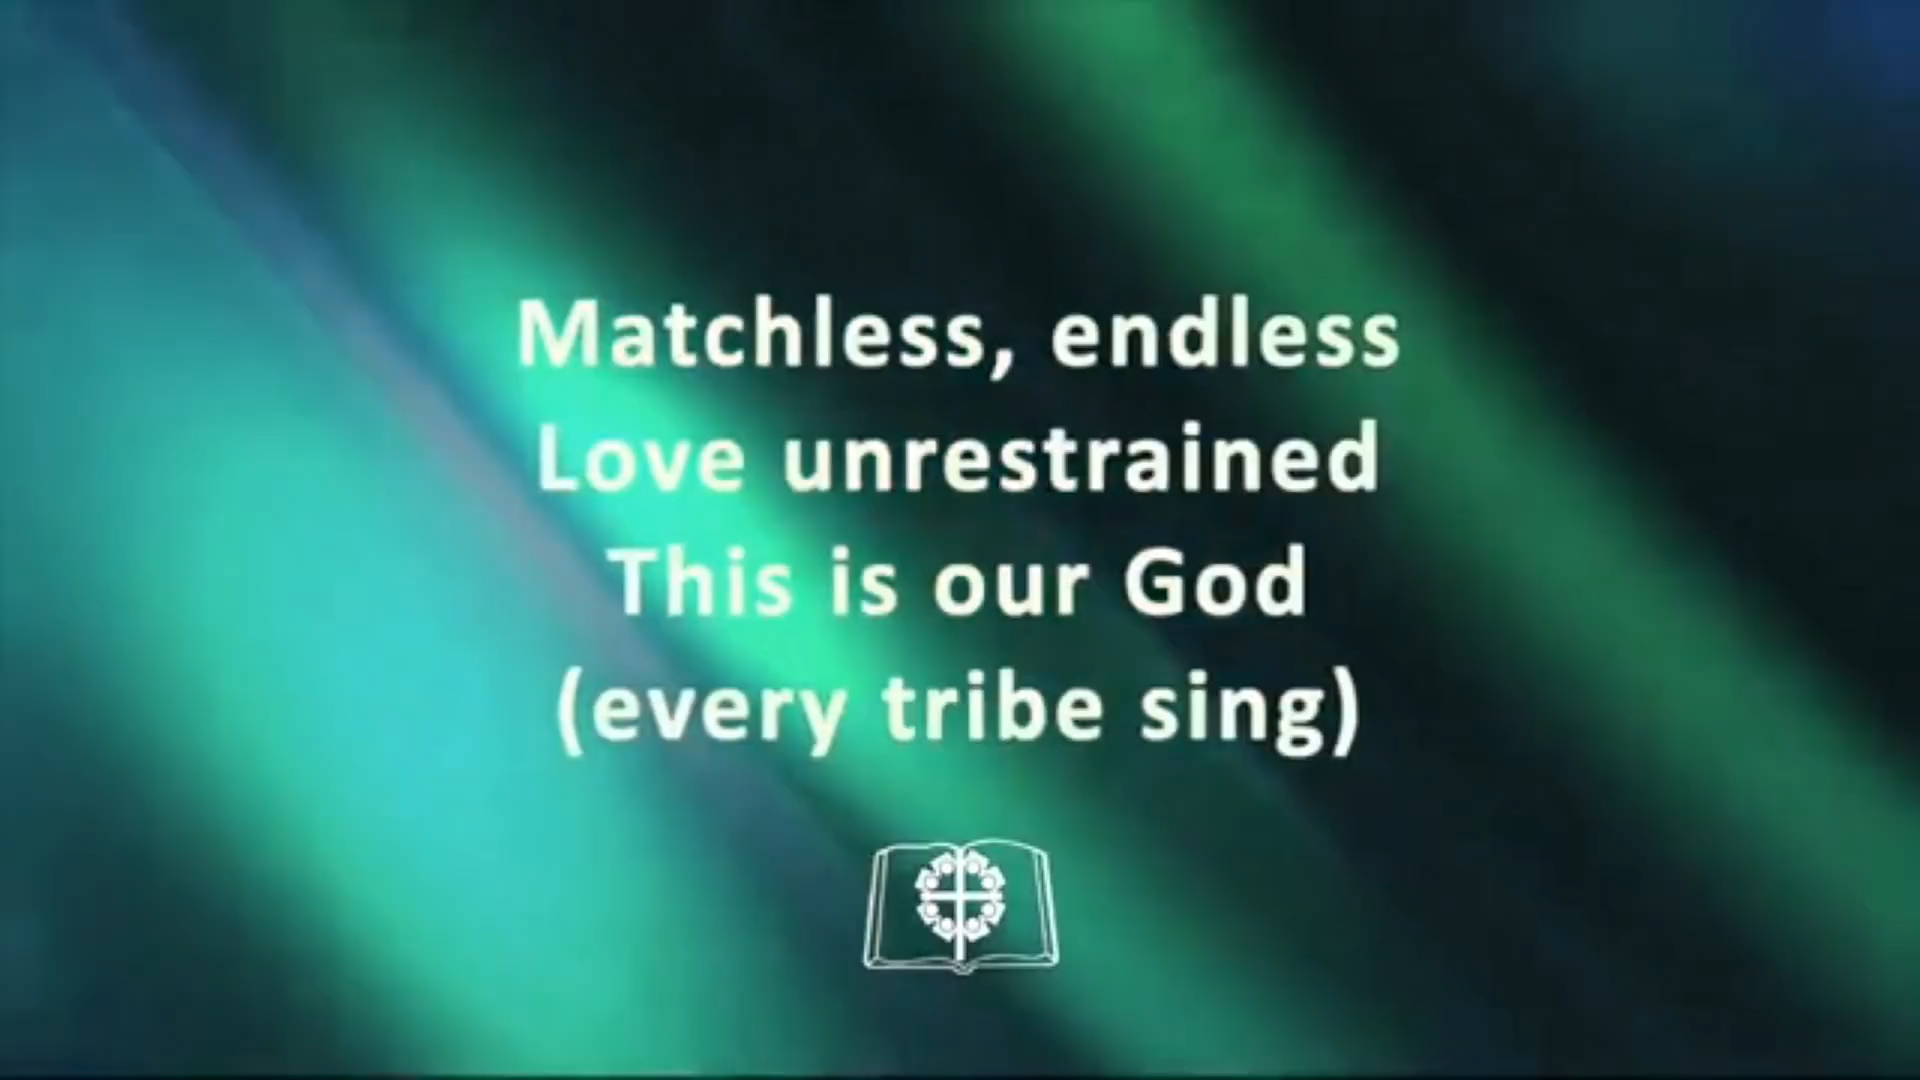 Matchless, endless
Love unrestrained
This is our God
(every tribe sing)